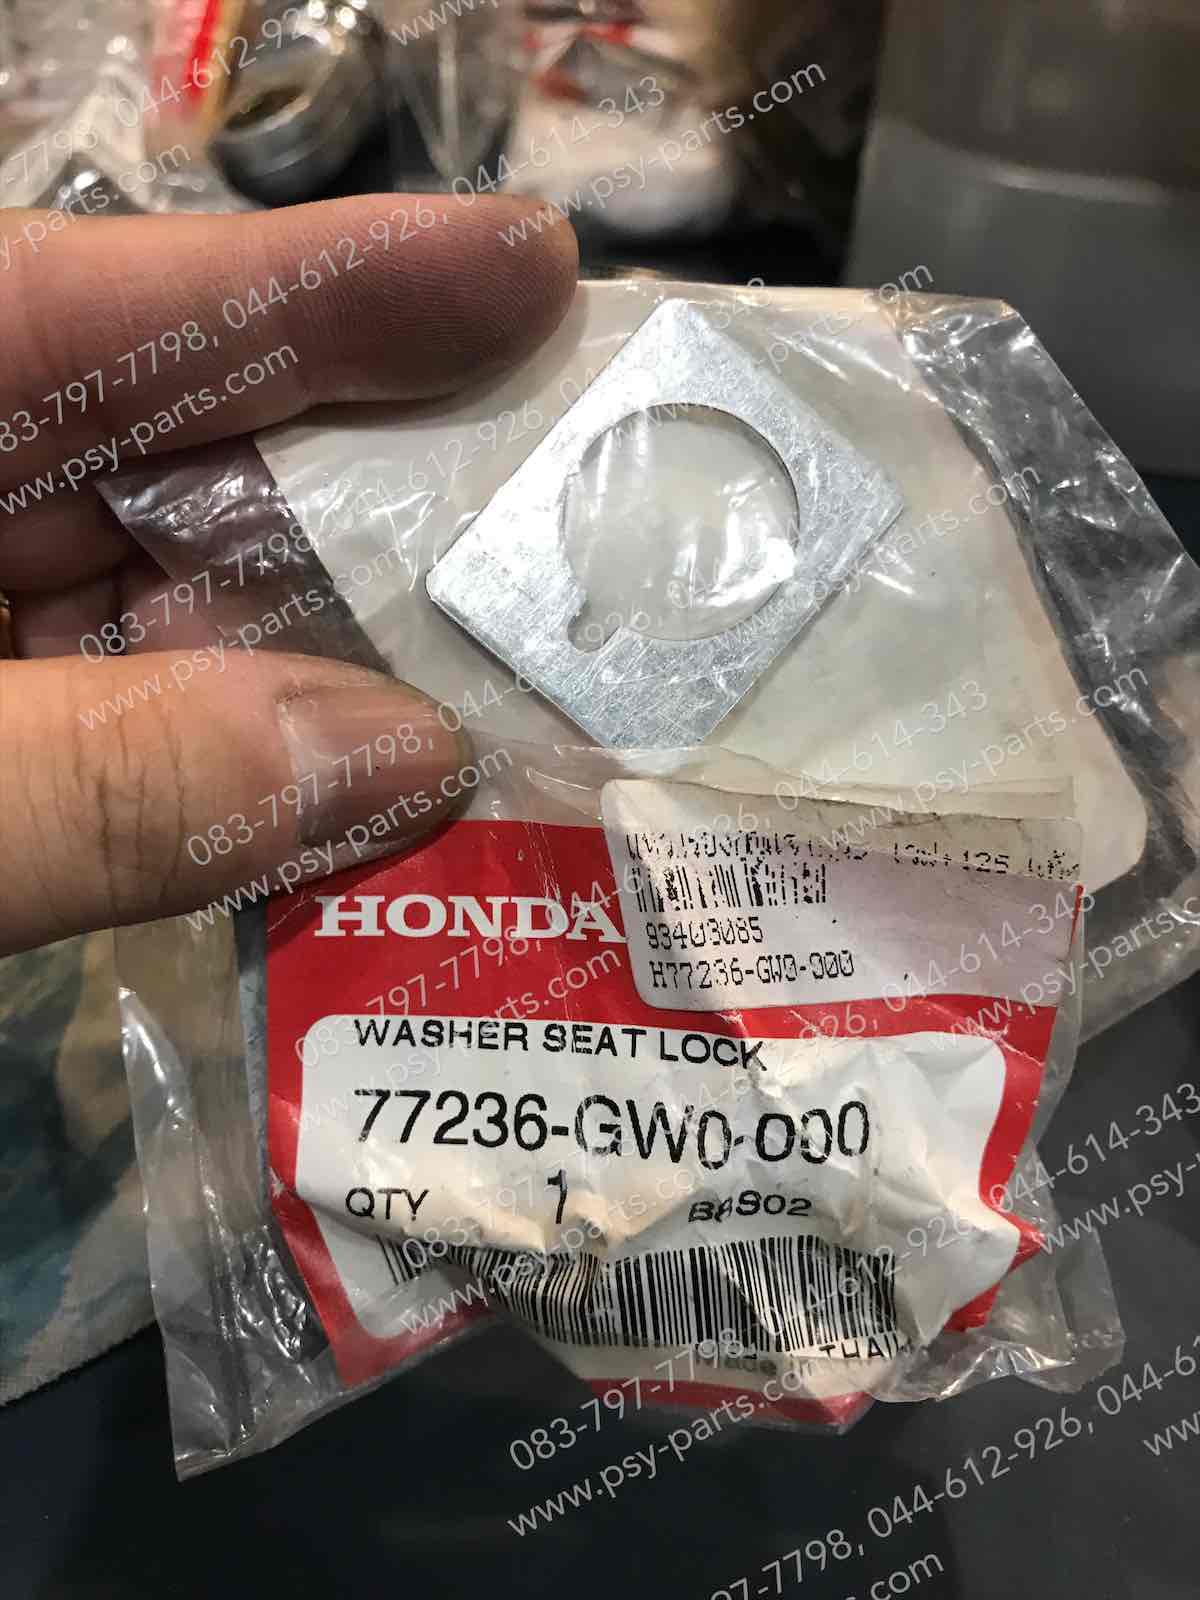 083-797-7798, 044-612-926, 044-614-343
www.psy-parts.com
125
93403085
H77236-GW0-000
HONDA
WASHER SEAT LOCK
77236-GW0-000
QTY 1